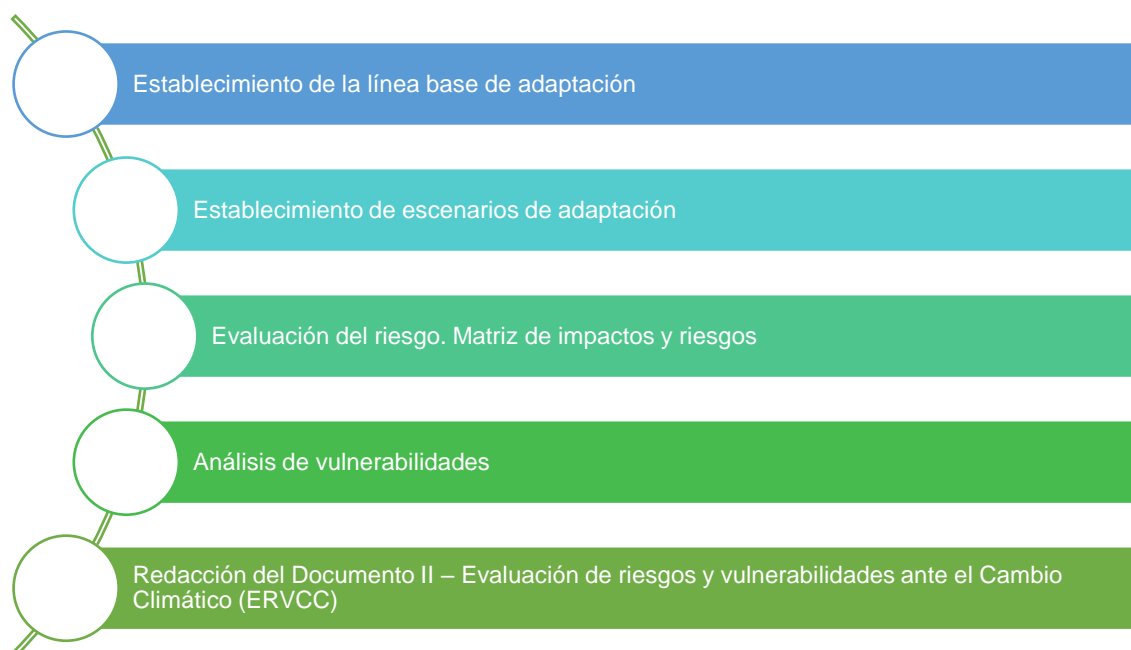 Establecimiento de la línea base de adaptación
Establecimiento de escenarios de adaptación
Evaluación del riesgo. Matriz de impactos y riesgos
Análisis de vulnerabilidades
Redacción del Documento II – Evaluación de riesgos y vulnerabilidades ante el Cambio
Climático (ERVCC)